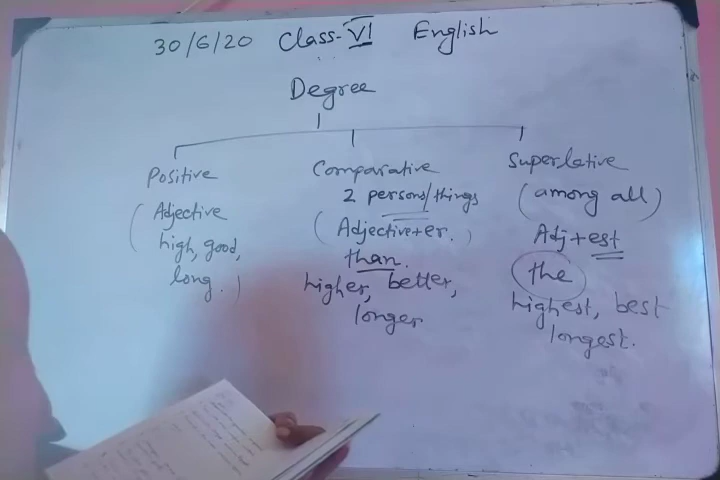 30/6/20 Class-VI English
Degree
Positive
(Adjective
high, good,
long.)
Comparative
2 persons/things
(Adjective+er.)
than.
higher, better,
longer
Superlative
(among all)
Adj+est
the
highest, best
longest.